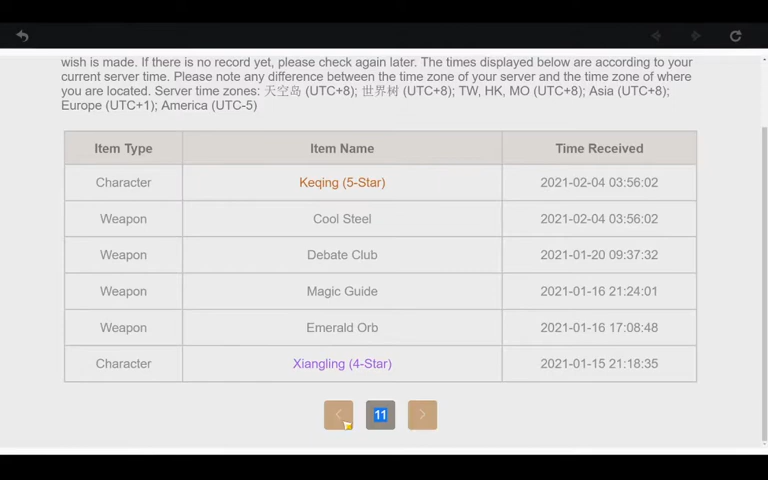 wish is made. If there is no record yet, please check again later. The times displayed below are according to your
current server time. Please note any difference between the time zone of your server and the time zone of where
you are located. Server time zones: 天空岛 (UTC+8); 世界树 (UTC+8); TW, HK, MO (UTC+8); Asia (UTC+8);
Europe (UTC+1); America (UTC-5)
Item Type Item Name Time Received
Character Keqing (5-Star) 2021-02-04 03:56:02
Weapon Cool Steel 2021-02-04 03:56:02
Weapon Debate Club 2021-01-20 09:37:32
Weapon Magic Guide 2021-01-16 21:24:01
Weapon Emerald Orb 2021-01-16 17:08:48
Character Xiangling (4-Star) 2021-01-15 21:18:35
11